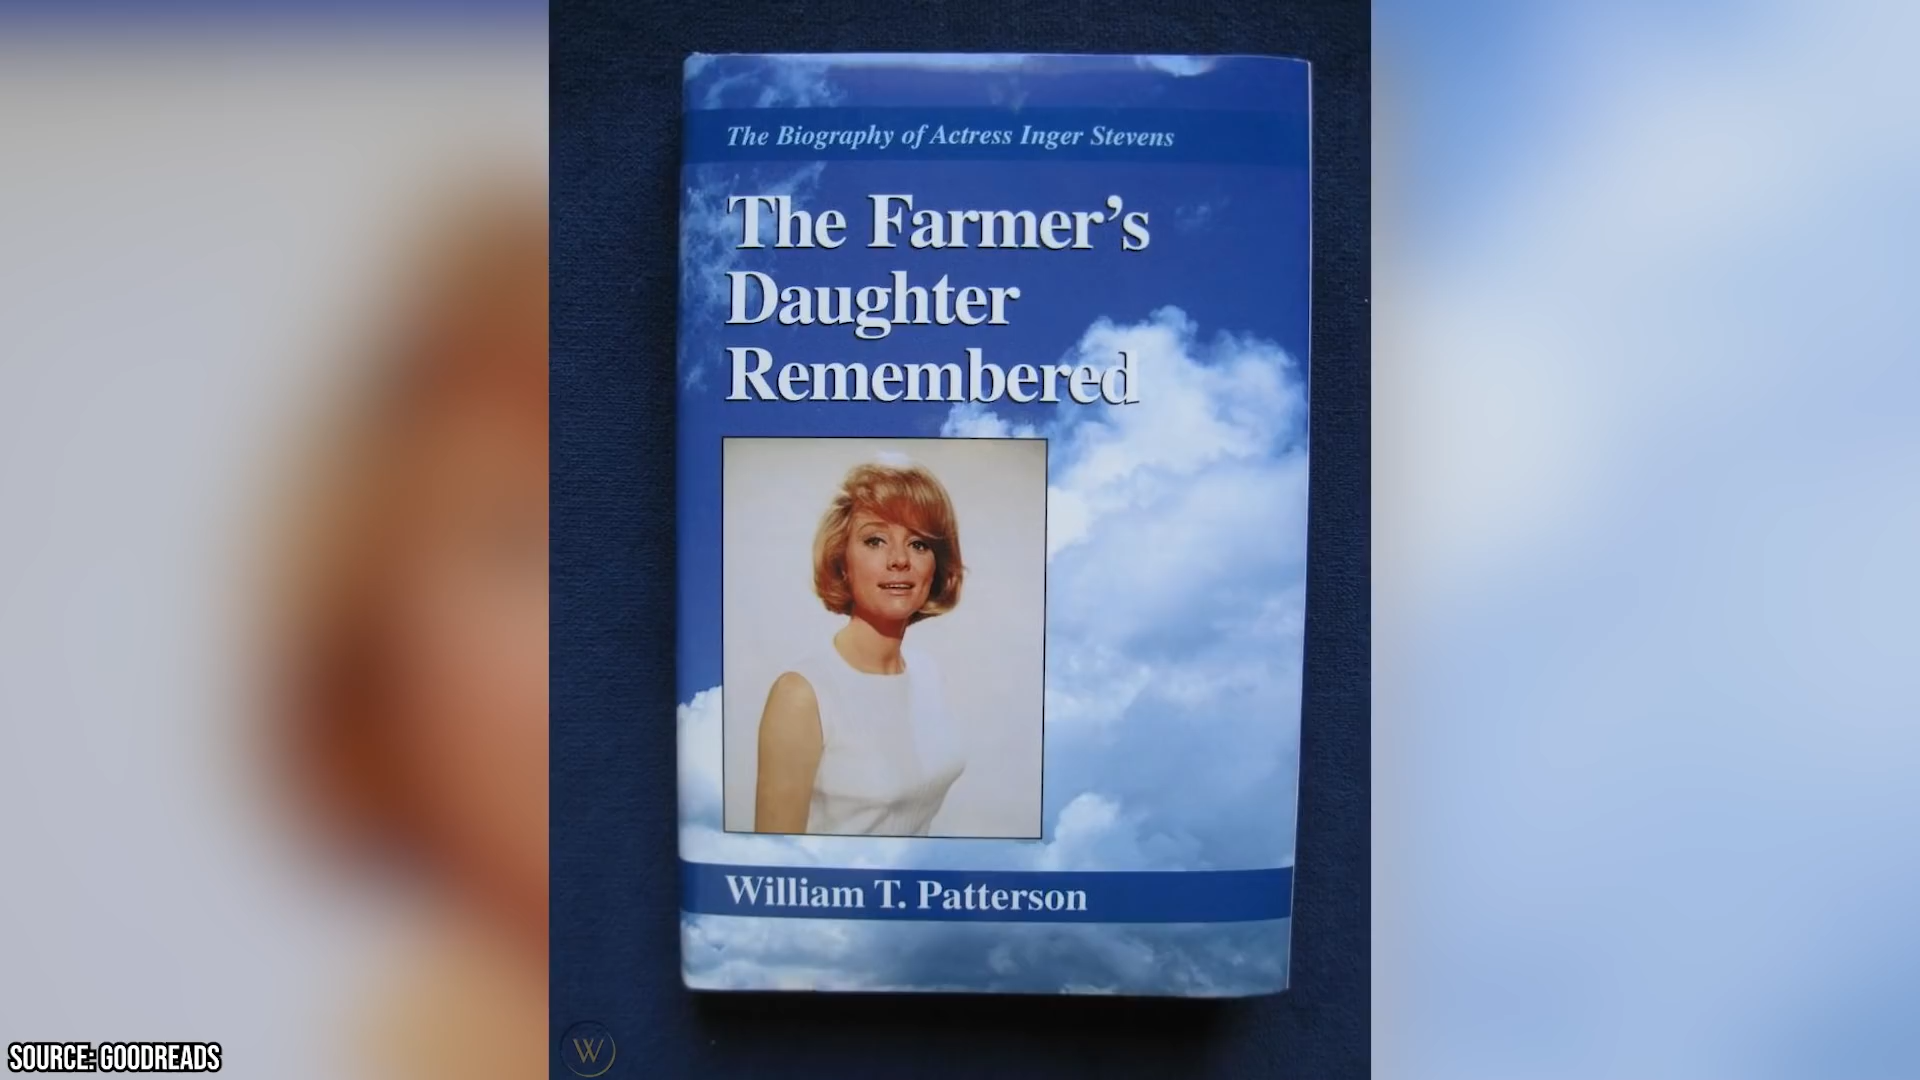 The Biography of Actress Inger Stevens
The Farmer's
Daughter
Remembered
William T. Patterson
W
SOURCE: GOODREADS